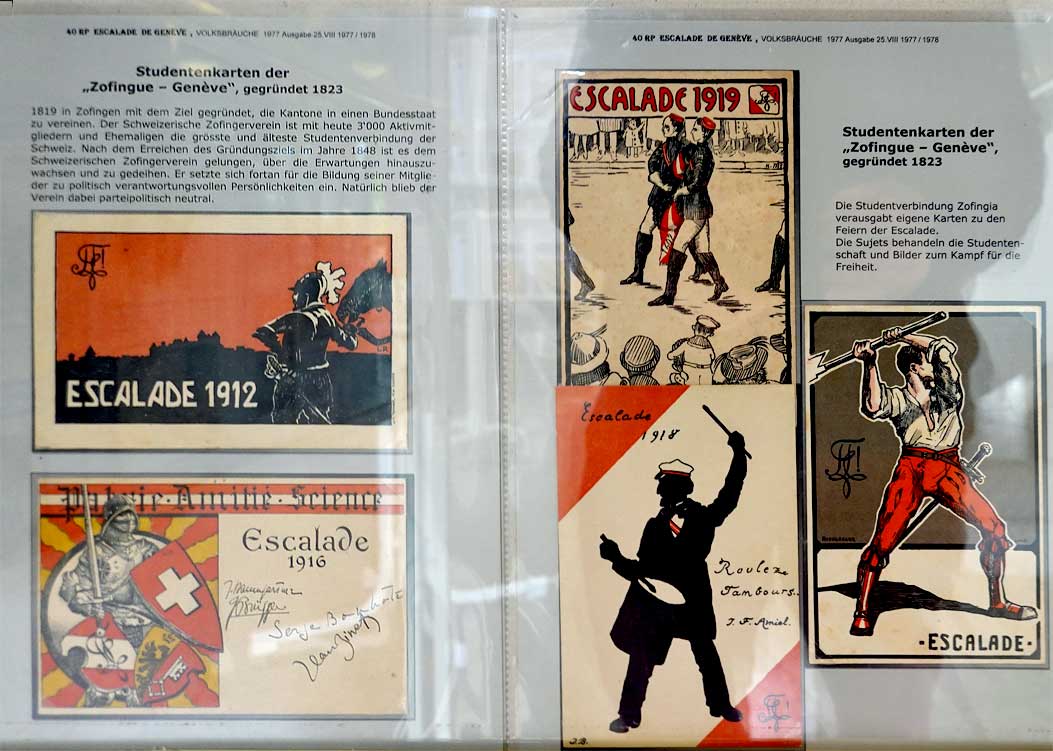 40 RP ESCALADE DE GENÈVE , VOLKSBRÄUCHE 1977 Ausgabe 25.VIII 1977 / 1978
Studentenkarten der
„Zofingue – Genève“, gegründet 1823
1819 in Zofingen mit dem Ziel gegründet, die Kantone in einen Bundesstaat
zu vereinen. Der Schweizerische Zofingerverein ist mit heute 3'000 Aktivmit-
gliedern und Ehemaligen die grösste und älteste Studentenverbindung der
Schweiz. Nach dem Erreichen des Gründungsziels im Jahre 1848 ist es dem
Schweizerischen Zofingerverein gelungen, über die Erwartungen hinauszu-
wachsen und zu gedeihen. Er setzte sich fortan für die Bildung seiner Mitglie-
der zu politisch verantwortungsvollen Persönlichkeiten ein. Natürlich blieb der
Verein dabei parteipolitisch neutral.
ESCALADE 1912
Patrie · Amitié · Science
Escalade
1916
40 RP ESCALADE DE GENÈVE , VOLKSBRÄUCHE 1977 Ausgabe 25.VIII 1977 / 1978
ESCALADE 1919
Escalade
1918
Roulez
Tambours..
J. F. Amiel.
J.B.
Studentenkarten der
„Zofingue – Genève“,
gegründet 1823
Die Studentverbindung Zofingia
verausgabt eigene Karten zu den
Feiern der Escalade.
Die Sujets behandeln die Studenten-
schaft und Bilder zum Kampf für die
Freiheit.
-ESCALADE-